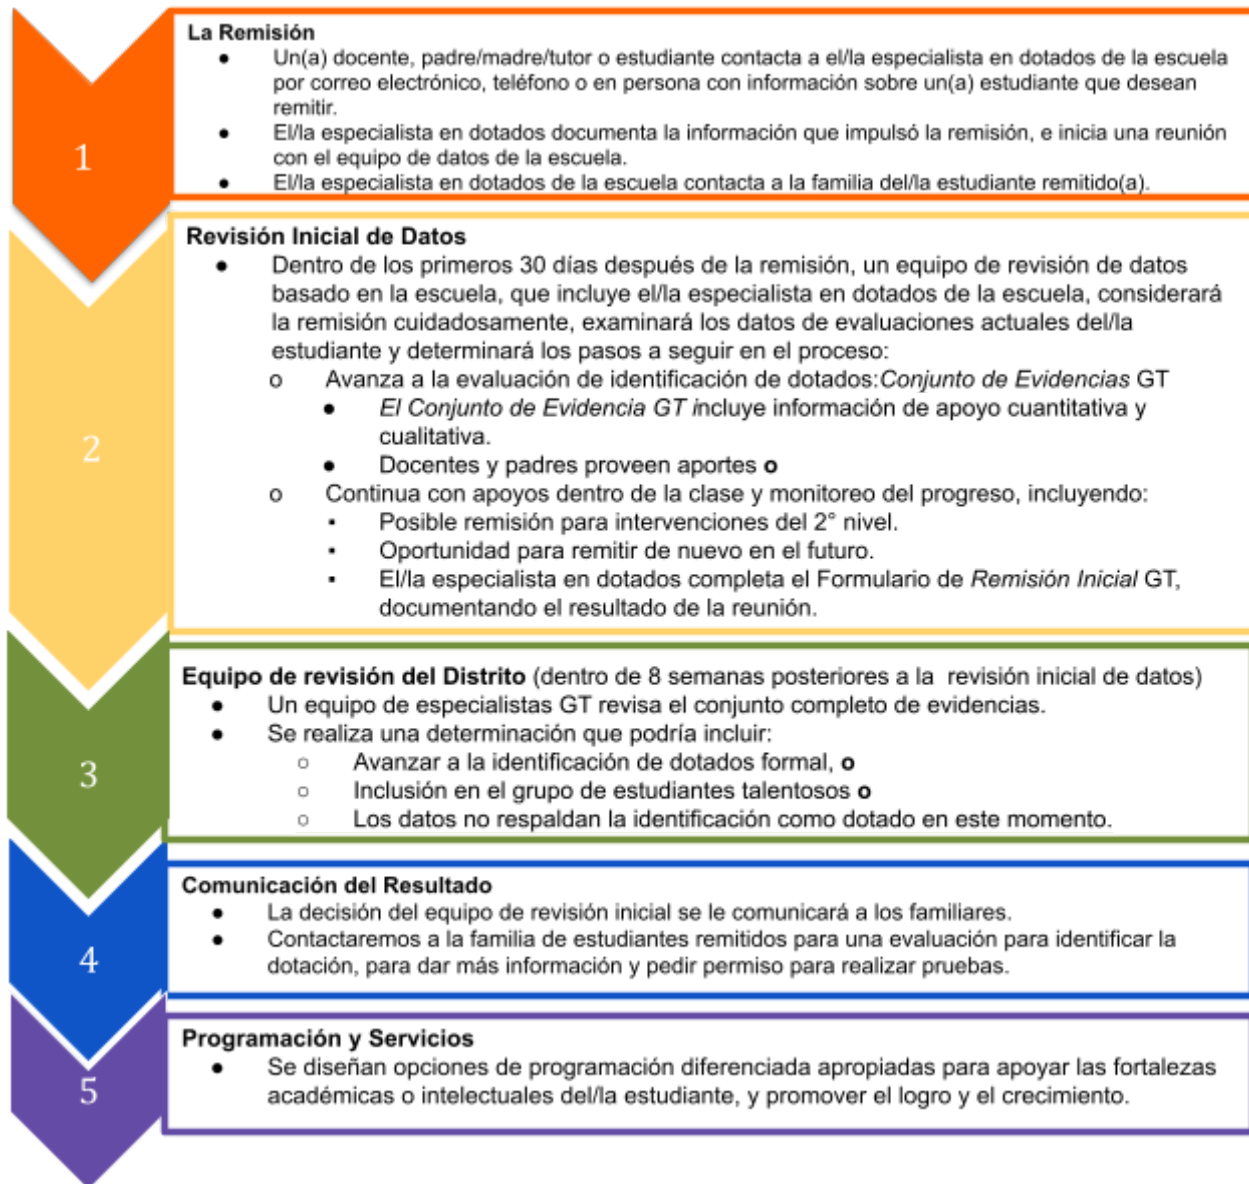 1
La Remisión
● Un(a) docente, padre/madre/tutor o estudiante contacta a el/la especialista en dotados de la escuela
por correo electrónico, teléfono o en persona con información sobre un(a) estudiante que desean
remitir.
● El/la especialista en dotados documenta la información que impulsó la remisión, e inicia una reunión
con el equipo de datos de la escuela.
● El/la especialista en dotados de la escuela contacta a la familia del/la estudiante remitido(a).
2
Revisión Inicial de Datos
● Dentro de los primeros 30 días después de la remisión, un equipo de revisión de datos
basado en la escuela, que incluye el/la especialista en dotados de la escuela, considerará
la remisión cuidadosamente, examinará los datos de evaluaciones actuales del/la
estudiante y determinará los pasos a seguir en el proceso:
o Avanza a la evaluación de identificación de dotados:Conjunto de Evidencias GT
● El Conjunto de Evidencia GT incluye información de apoyo cuantitativa y
cualitativa.
● Docentes y padres proveen aportes o
o Continua con apoyos dentro de la clase y monitoreo del progreso, incluyendo:
▪ Posible remisión para intervenciones del 2° nivel.
▪ Oportunidad para remitir de nuevo en el futuro.
▪ El/la especialista en dotados completa el Formulario de Remisión Inicial GT,
documentando el resultado de la reunión.
3
Equipo de revisión del Distrito (dentro de 8 semanas posteriores a la revisión inicial de datos)
● Un equipo de especialistas GT revisa el conjunto completo de evidencias.
● Se realiza una determinación que podría incluir:
○ Avanzar a la identificación de dotados formal, o
○ Inclusión en el grupo de estudiantes talentosos o
○ Los datos no respaldan la identificación como dotado en este momento.
4
Comunicación del Resultado
● La decisión del equipo de revisión inicial se le comunicará a los familiares.
● Contactaremos a la familia de estudiantes remitidos para una evaluación para identificar la
dotación, para dar más información y pedir permiso para realizar pruebas.
5
Programación y Servicios
● Se diseñan opciones de programación diferenciada apropiadas para apoyar las fortalezas
académicas o intelectuales del/la estudiante, y promover el logro y el crecimiento.